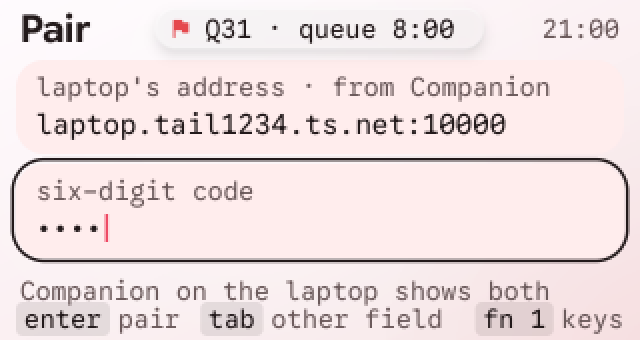 Pair Q31 · queue 8:00 21:00
laptop's address · from Companion
laptop.tail1234.ts.net:10000
six-digit code
••••
Companion on the laptop shows both
enter pair tab other field fn 1 keys